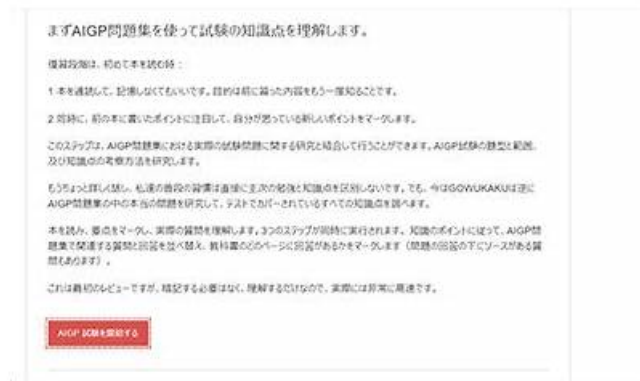 まずAIGP問題集を使って試験の知識点を理解します。
復習段階は、初めて本を読む時：
1 本を通読して、記憶しなくてもいいです。目的は前に習った内容をもう一度知ることです。
2 同時に、前の本に書いたポイントに注目して、自分が思っている新しいポイントをマークします。
このステップは、AIGP問題集における実際の試験問題に関する研究と結合して行うことができます。AIGP試験の題型と範囲、
及び知識点の考察方法を研究します。
もうちょっと詳しく話し、私達の普段の習慣は直接に主次の勉強と知識点を区別しないです。でも、今はGOWUKAKUは逆に
AIGP問題集の中の本当の問題を研究して、テストでカバーされているすべての知識点を調べます。
本を読み、要点をマークし、実際の質問を理解します。3つのステップが同時に実行されます。知識のポイントに従って、AIGP問
題集で関連する質問と回答を並べ替え、教科書のどのページに回答があるかをマークします（問題の回答の下にソースがある質
問もあります）。
これは最初のレビューですが、暗記する必要はなく、理解するだけなので、実際には非常に高速です。
AIGP 試験を開始する